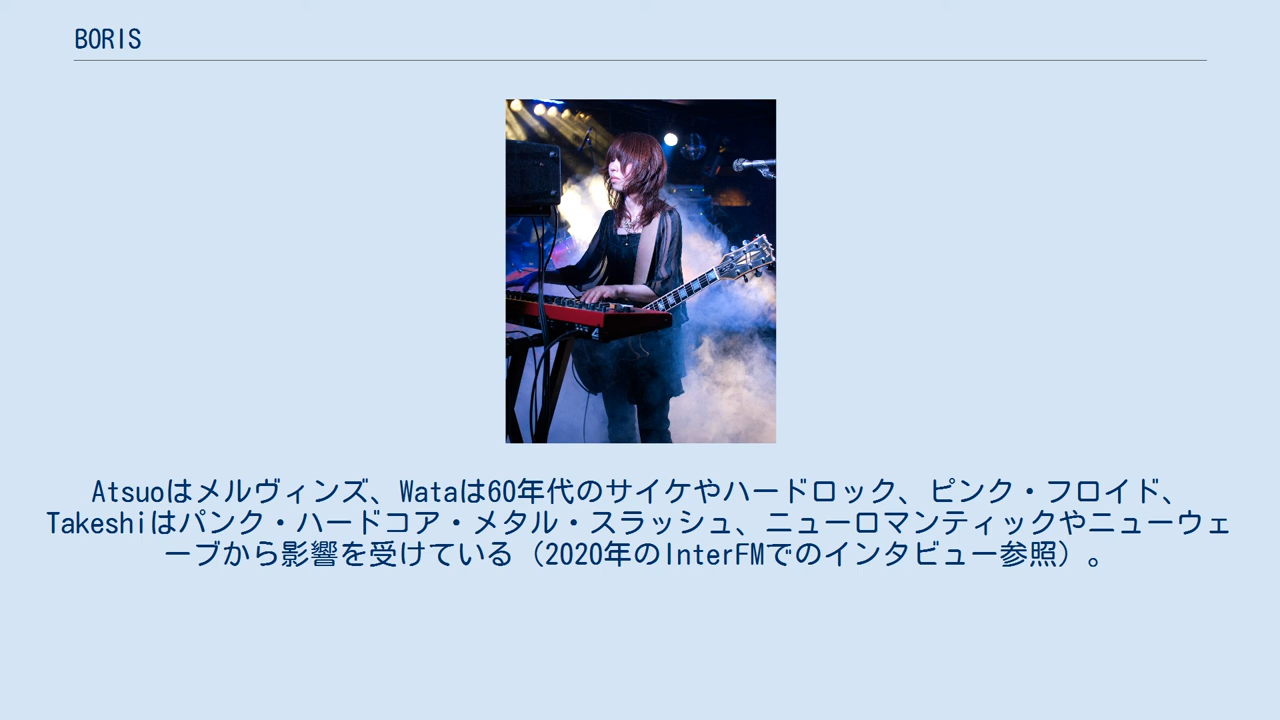 BORIS
Atsuoはメルヴィンズ、Wataは60年代のサイケやハードロック、ピンク・フロイド、
Takeshiはパンク・ハードコア・メタル・スラッシュ、ニューロマンティックやニューウェ
ーブから影響を受けている（2020年のInterFMでのインタビュー参照）。